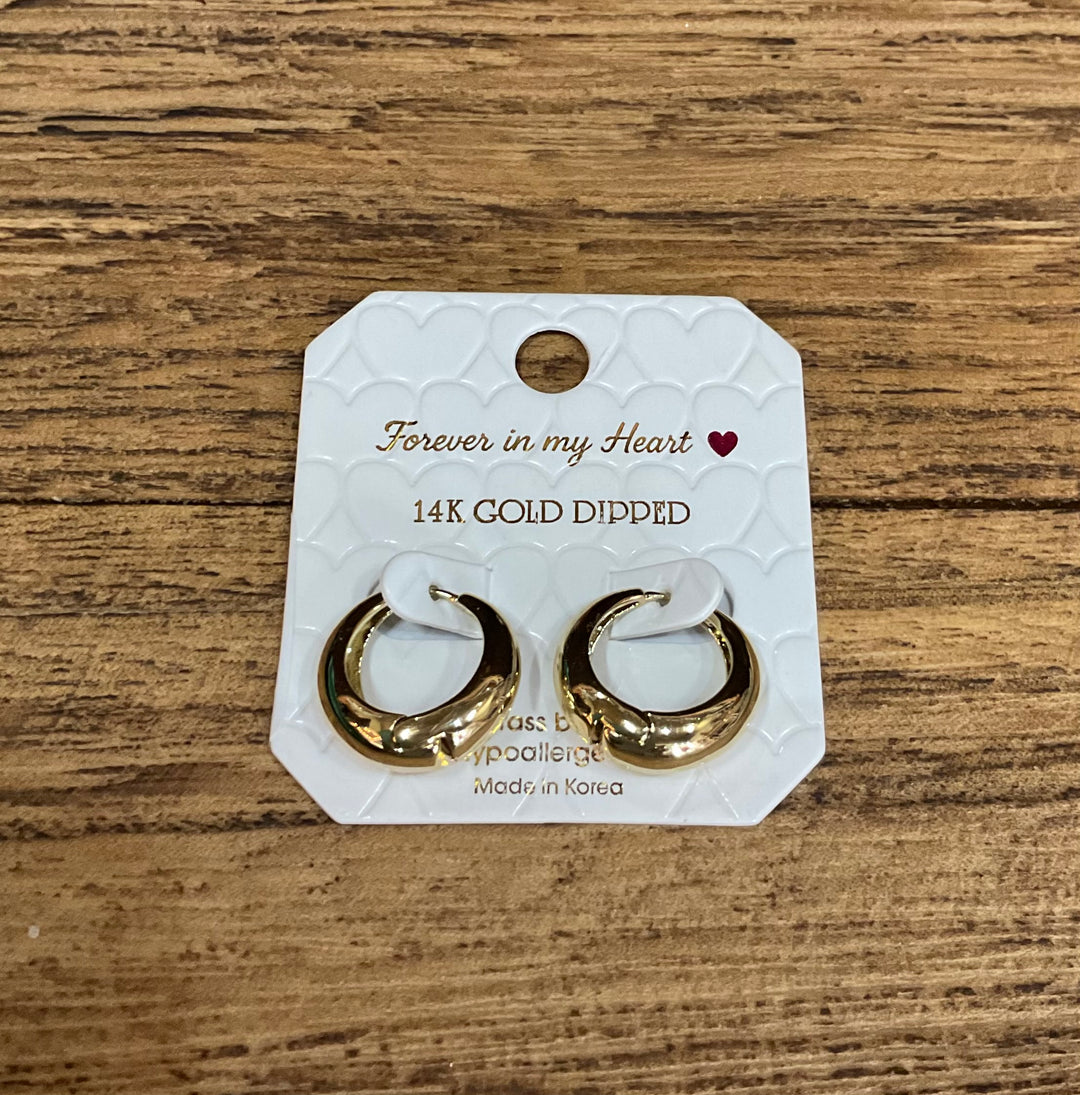 Forever in my Heart
14K GOLD DIPPED
Made in Korea